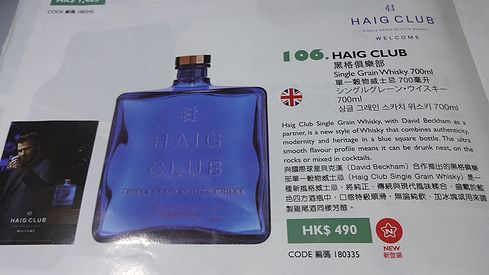 HK$ 1,465
CODE 編碼 180245
HAIG CLUB
SINGLE GRAIN SCOTCH WHISKY
WELCOME
106. HAIG CLUB
黑格俱樂部
Single Grain Whisky 700ml
單一穀物威士忌 700毫升
シングルグレーン・ウイスキー
700ml
싱글 그레인 스카치 위스키 700ml
Haig Club Single Grain Whisky, with David Beckham as a
partner, is a new style of Whisky that combines authenticity,
modernity and heritage in a blue square bottle. The ultra
smooth flavour profile means it can be drunk neat, on the
rocks or mixed in cocktails.
與國際球星貝克漢（David Beckham）合作推出的黑格俱樂
部單一穀物威士忌（Haig Club Single Grain Whisky）是一
種新風格威士忌，將純正、傳統與現代風味糅合，盛載於藍
色四方酒瓶中，口感特級順滑，無論純飲、加冰塊或用來調
製雞尾酒同樣芳醇。
HK$ 490
CODE 編碼 180335
N
NEW
新登場
HAIG
CLUB
SINGLE GRAIN SCOTCH WHISKY
HAIG CLUB
WELCOME